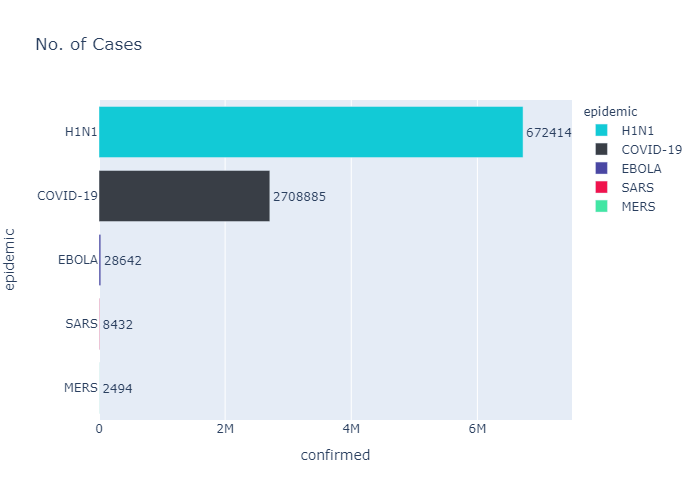 No. of Cases
epidemic
H1N1
COVID-19
EBOLA
SARS
MERS
672414
2708885
28642
8432
2494
0
2M
4M
6M
confirmed
epidemic
H1N1
COVID-19
EBOLA
SARS
MERS